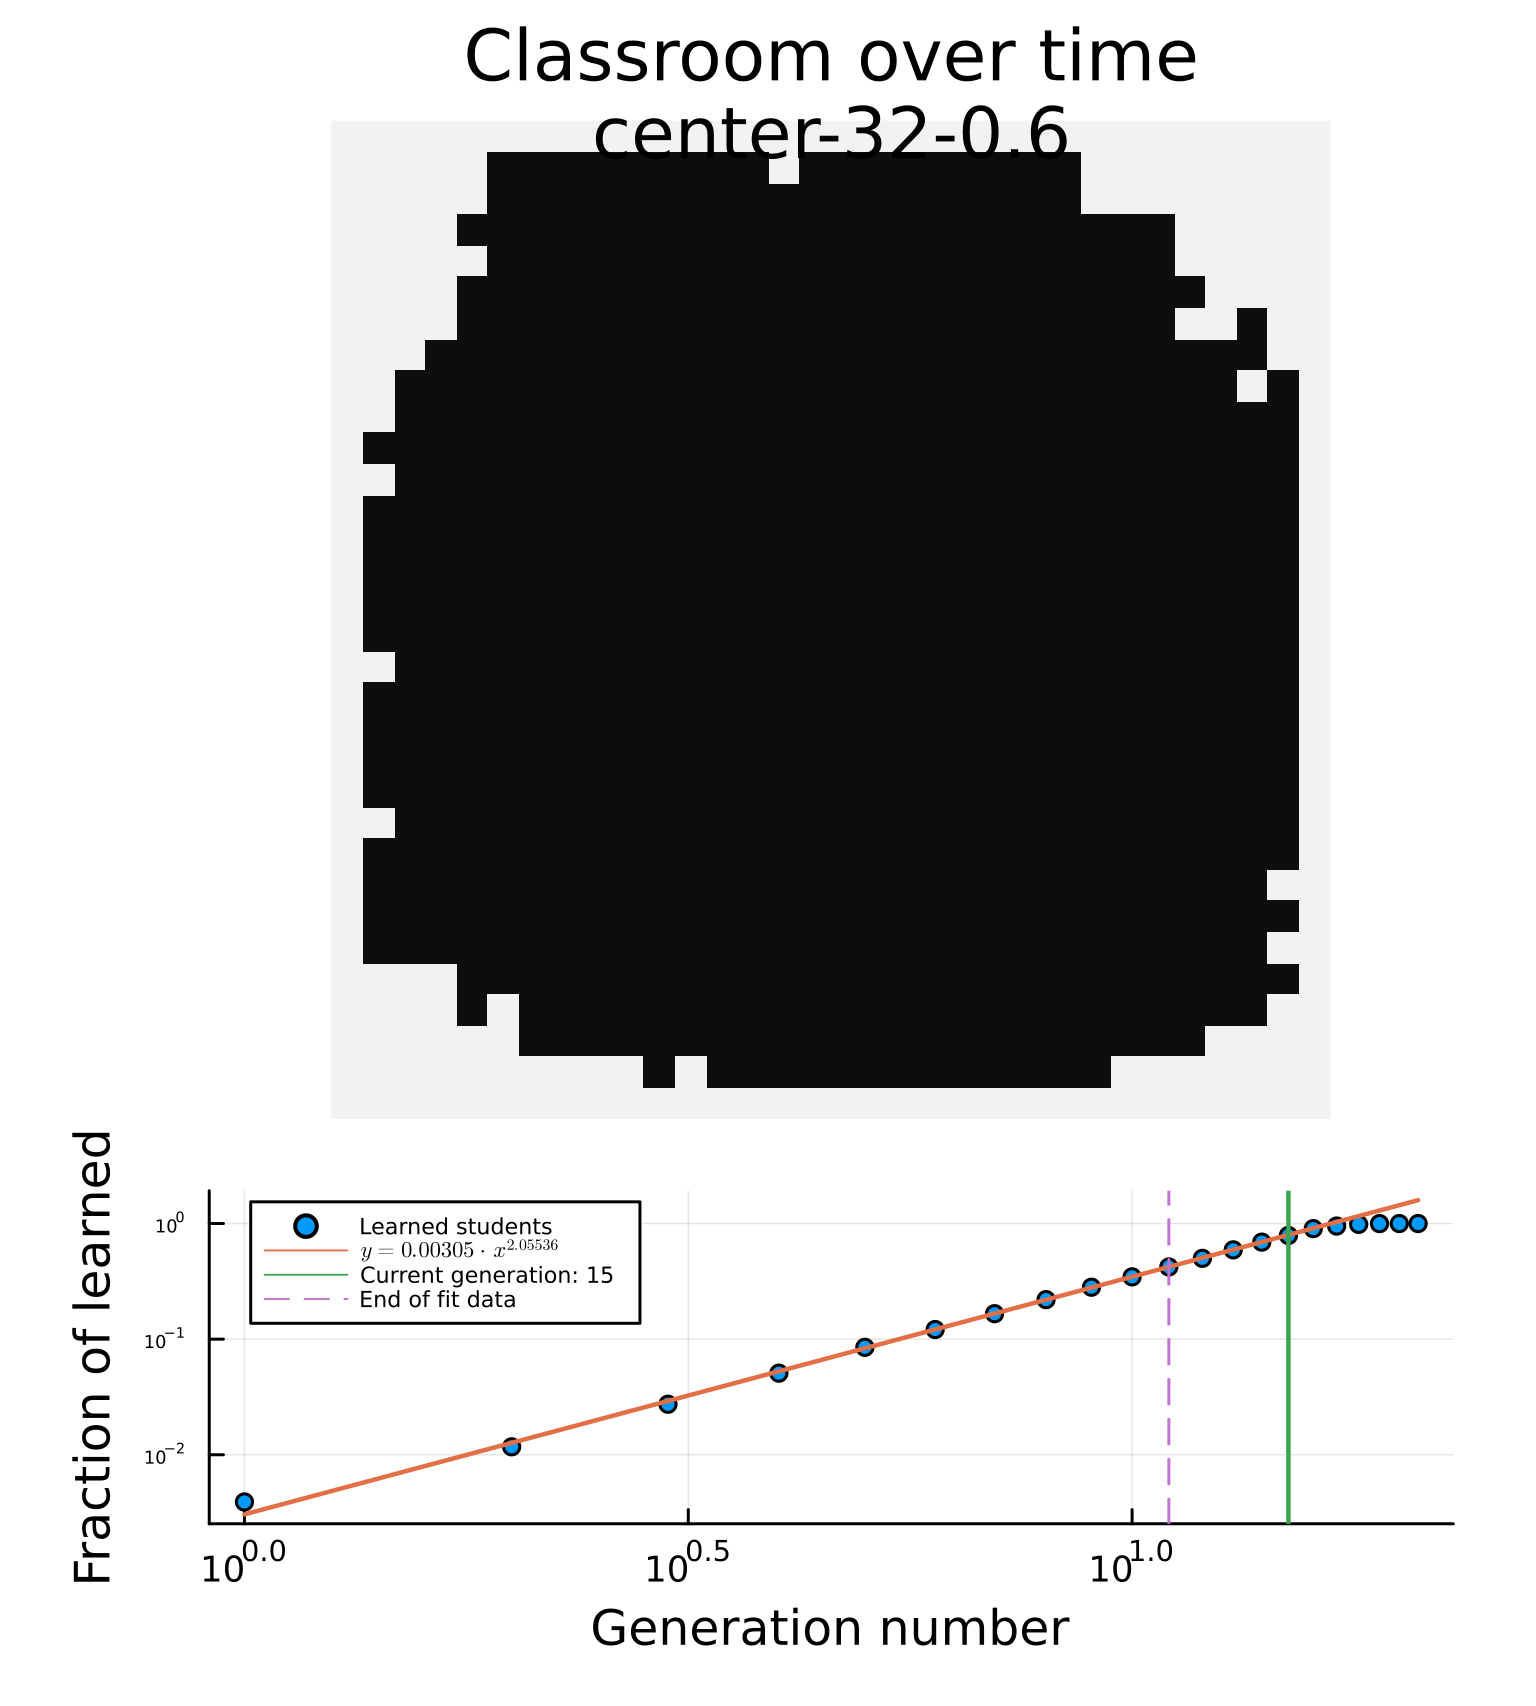 Classroom over time
center-32-0.6
Fraction of learned
10⁰
10⁻¹
10⁻²
Learned students
y = 0.00305 · x^2.05536
Current generation: 15
End of fit data
10^0.0
10^0.5
10^1.0
Generation number